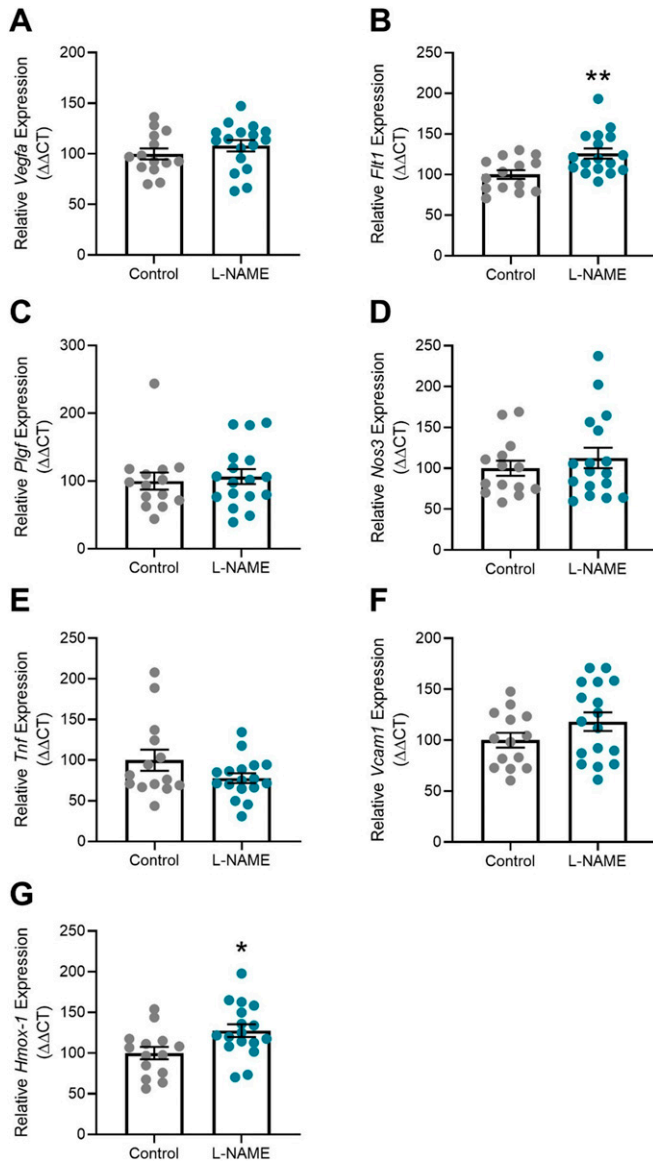 A
Relative Vegfa Expression
(ΔΔCT)
200
150
100
50
0
Control
L-NAME
B
Relative Flt1 Expression
(ΔΔCT)
250
200
150
100
50
0
**
Control
L-NAME
C
Relative Plgf Expression
(ΔΔCT)
300
200
100
0
Control
L-NAME
D
Relative Nos3 Expression
(ΔΔCT)
250
200
150
100
50
0
Control
L-NAME
E
Relative Tnf Expression
(ΔΔCT)
250
200
150
100
50
0
Control
L-NAME
F
Relative Vcam1 Expression
(ΔΔCT)
200
150
100
50
0
Control
L-NAME
G
Relative Hmox-1 Expression
(ΔΔCT)
250
200
150
100
50
0
*
Control
L-NAME